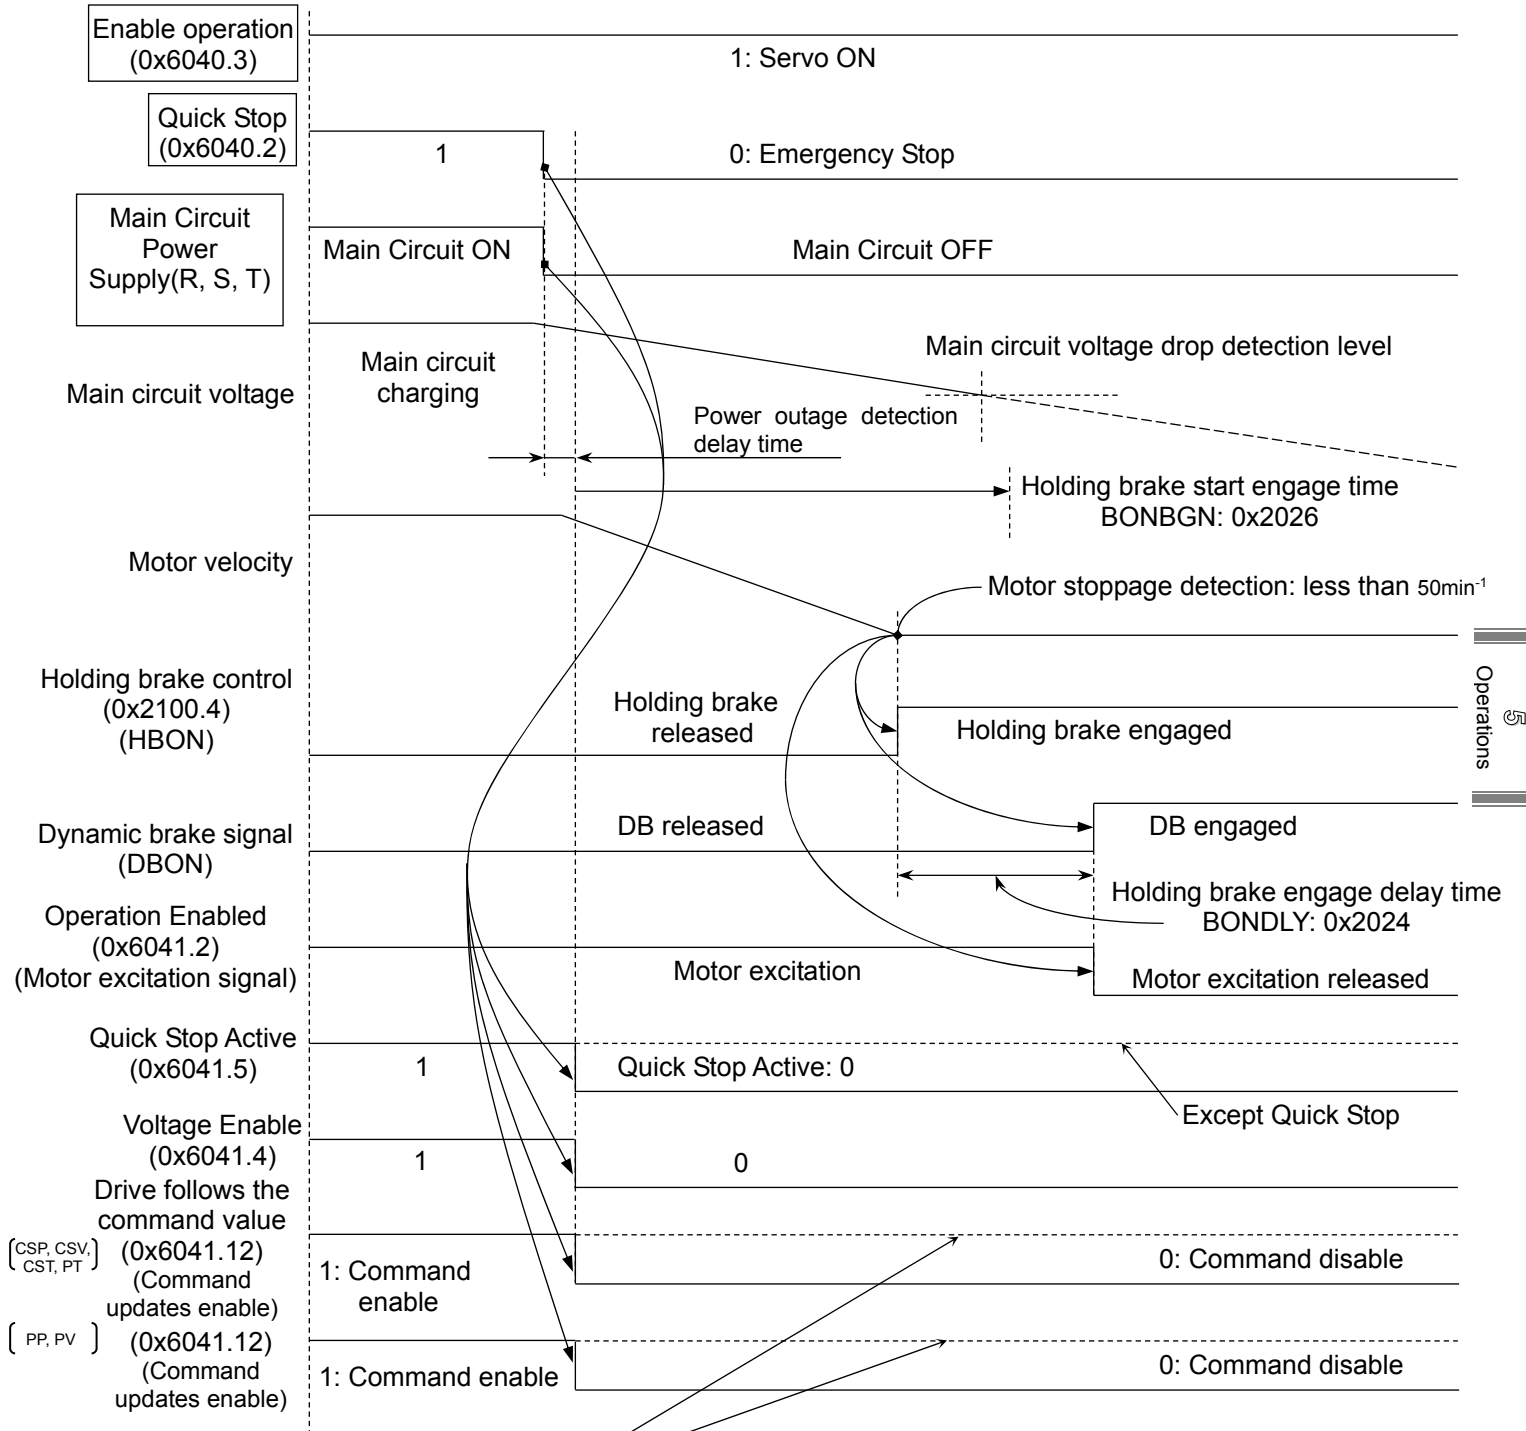 Enable operation
(0x6040.3)
1: Servo ON
Quick Stop
(0x6040.2)
1
0: Emergency Stop
Main Circuit
Power
Supply(R, S, T)
Main Circuit ON
Main Circuit OFF
Main circuit voltage
Main circuit
charging
Main circuit voltage drop detection level
Power outage detection
delay time
Holding brake start engage time
BONBGN: 0x2026
Motor velocity
Motor stoppage detection: less than 50min-1
Holding brake control
(0x2100.4)
(HBON)
Holding brake
released
Holding brake engaged
5
Operations
Dynamic brake signal
(DBON)
DB released
DB engaged
Holding brake engage delay time
BONDLY: 0x2024
Operation Enabled
(0x6041.2)
(Motor excitation signal)
Motor excitation
Motor excitation released
Quick Stop Active
(0x6041.5)
1
Quick Stop Active: 0
Except Quick Stop
Voltage Enable
(0x6041.4)
1
0
Drive follows the
command value
CSP, CSV,
CST, PT
(0x6041.12)
(Command
updates enable)
1: Command
enable
0: Command disable
PP, PV
(0x6041.12)
(Command
updates enable)
1: Command enable
0: Command disable